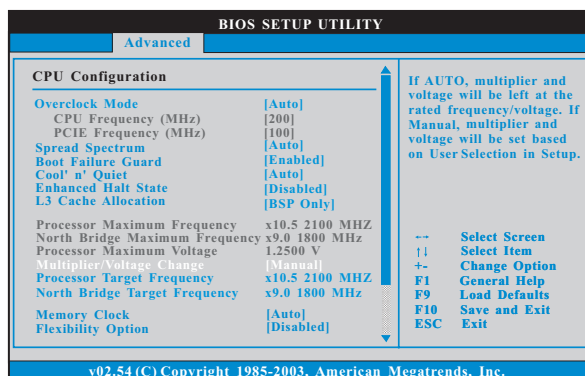 BIOS SETUP UTILITY
Advanced
CPU Configuration
Overclock Mode [Auto]
CPU Frequency (MHz) [200]
PCIE Frequency (MHz) [100]
Spread Spectrum [Auto]
Boot Failure Guard [Enabled]
Cool' n' Quiet [Auto]
Enhanced Halt State [Disabled]
L3 Cache Allocation [BSP Only]
Processor Maximum Frequency x10.5 2100 MHZ
North Bridge Maximum Frequency x9.0 1800 MHz
Processor Maximum Voltage 1.2500 V
Multiplier/Voltage Change [Manual]
Processor Target Frequency x10.5 2100 MHZ
North Bridge Target Frequency x9.0 1800 MHz
Memory Clock [Auto]
Flexibility Option [Disabled]
If AUTO, multiplier and
voltage will be left at the
rated frequency/voltage. If
Manual, multiplier and
voltage will be set based
on User Selection in Setup.
←→ Select Screen
↑↓ Select Item
+- Change Option
F1 General Help
F9 Load Defaults
F10 Save and Exit
ESC Exit
v02.54 (C) Copyright 1985-2003, American Megatrends, Inc.